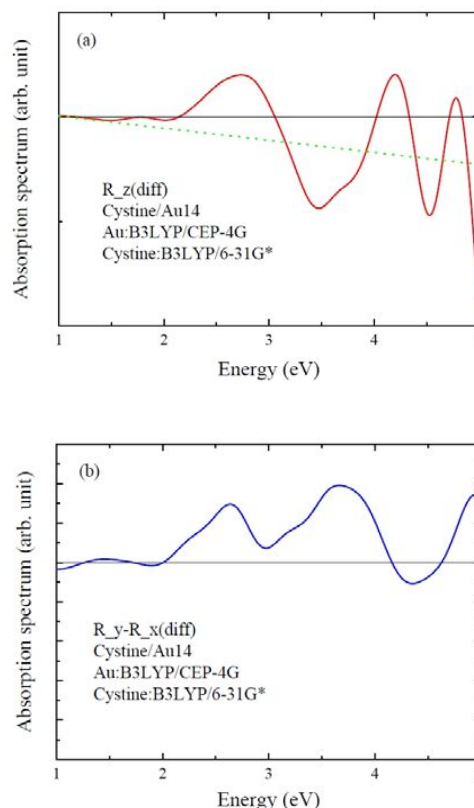 (a)
Absorption spectrum (arb. unit)
R_z(diff)
Cystine/Au14
Au:B3LYP/CEP-4G
Cystine:B3LYP/6-31G*
1
2
3
4
Energy (eV)
(b)
Absorption spectrum (arb. unit)
R_y-R_x(diff)
Cystine/Au14
Au:B3LYP/CEP-4G
Cystine:B3LYP/6-31G*
1
2
3
4
Energy (eV)